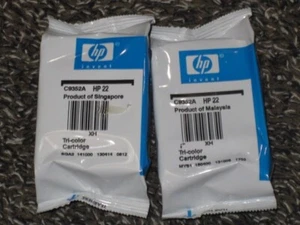 hp
invent
C9352A HP 22
Product of Singapore
XH
Tri-color
Cartridge
hp
invent
C9352A HP 22
Product of Malaysia
XH
Tri-color
Cartridge